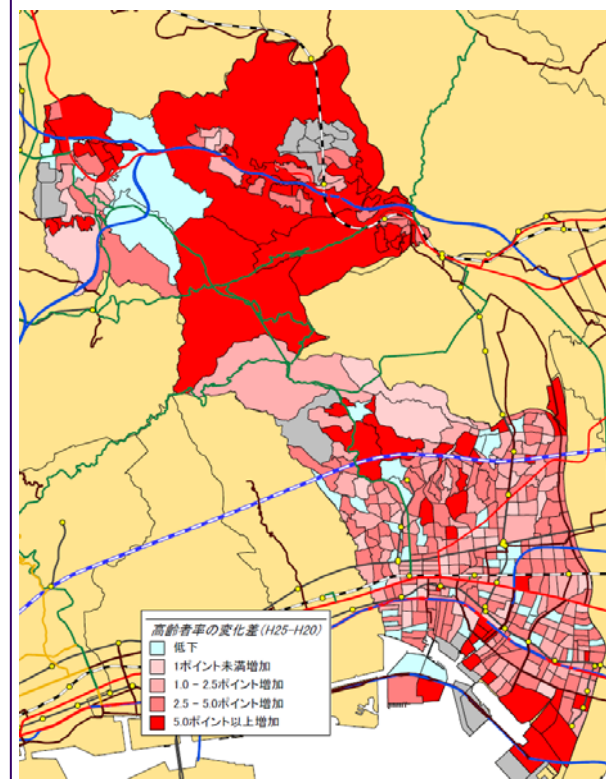 高齢者率の変化差(H25-H20)
低下
1ポイント未満増加
1.0 - 2.5ポイント増加
2.5 - 5.0ポイント増加
5.0ポイント以上増加